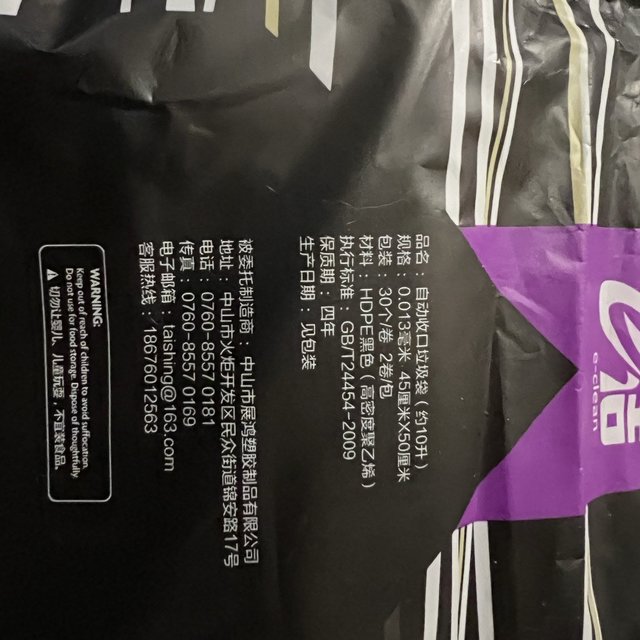 e洁
e-clean
品名：自动收口垃圾袋（约10升）
规格：0.013毫米 45厘米X50厘米
包装：30个/卷 2卷/包
材料：HDPE黑色（高密度聚乙烯）
执行标准：GB/T24454-2009
保质期：四年
生产日期：见包装
被委托制造商：中山市展鸿塑胶制品有限公司
地址：中山市火炬开发区民众街道锦安路17号
电话：0760-85570181
传真：0760-85570169
电子邮箱：laishing@163.com
客服热线：18676012563
WARNING:
Keep out of reach of children to avoid suffocation.
Do not use for food storage. Dispose of thoughtfully.
切勿让婴儿、儿童玩耍，不宜装食品。